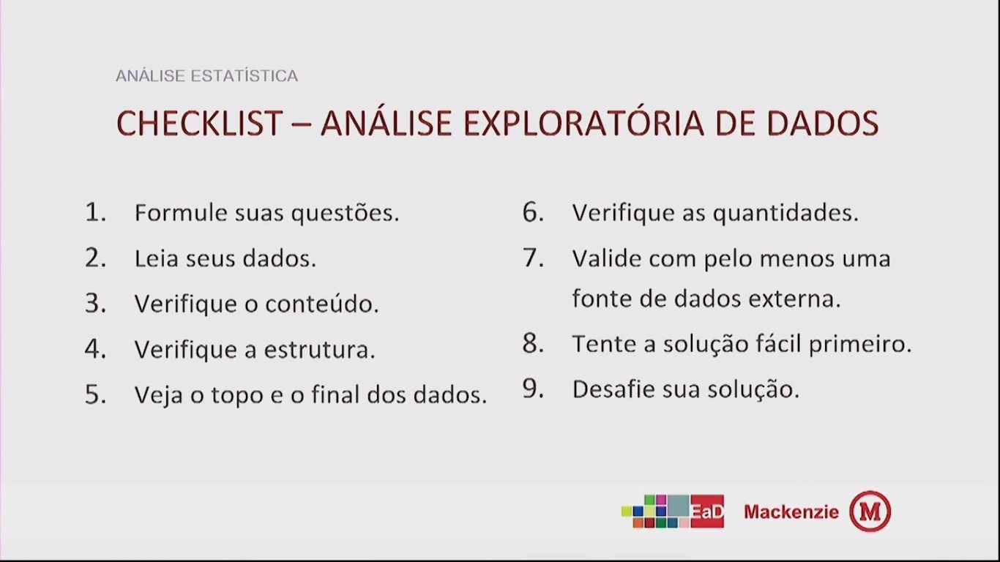 ANÁLISE ESTATÍSTICA
CHECKLIST – ANÁLISE EXPLORATÓRIA DE DADOS
1. Formule suas questões.
2. Leia seus dados.
3. Verifique o conteúdo.
4. Verifique a estrutura.
5. Veja o topo e o final dos dados.
6. Verifique as quantidades.
7. Valide com pelo menos uma
fonte de dados externa.
8. Tente a solução fácil primeiro.
9. Desafie sua solução.
EaD
Mackenzie M